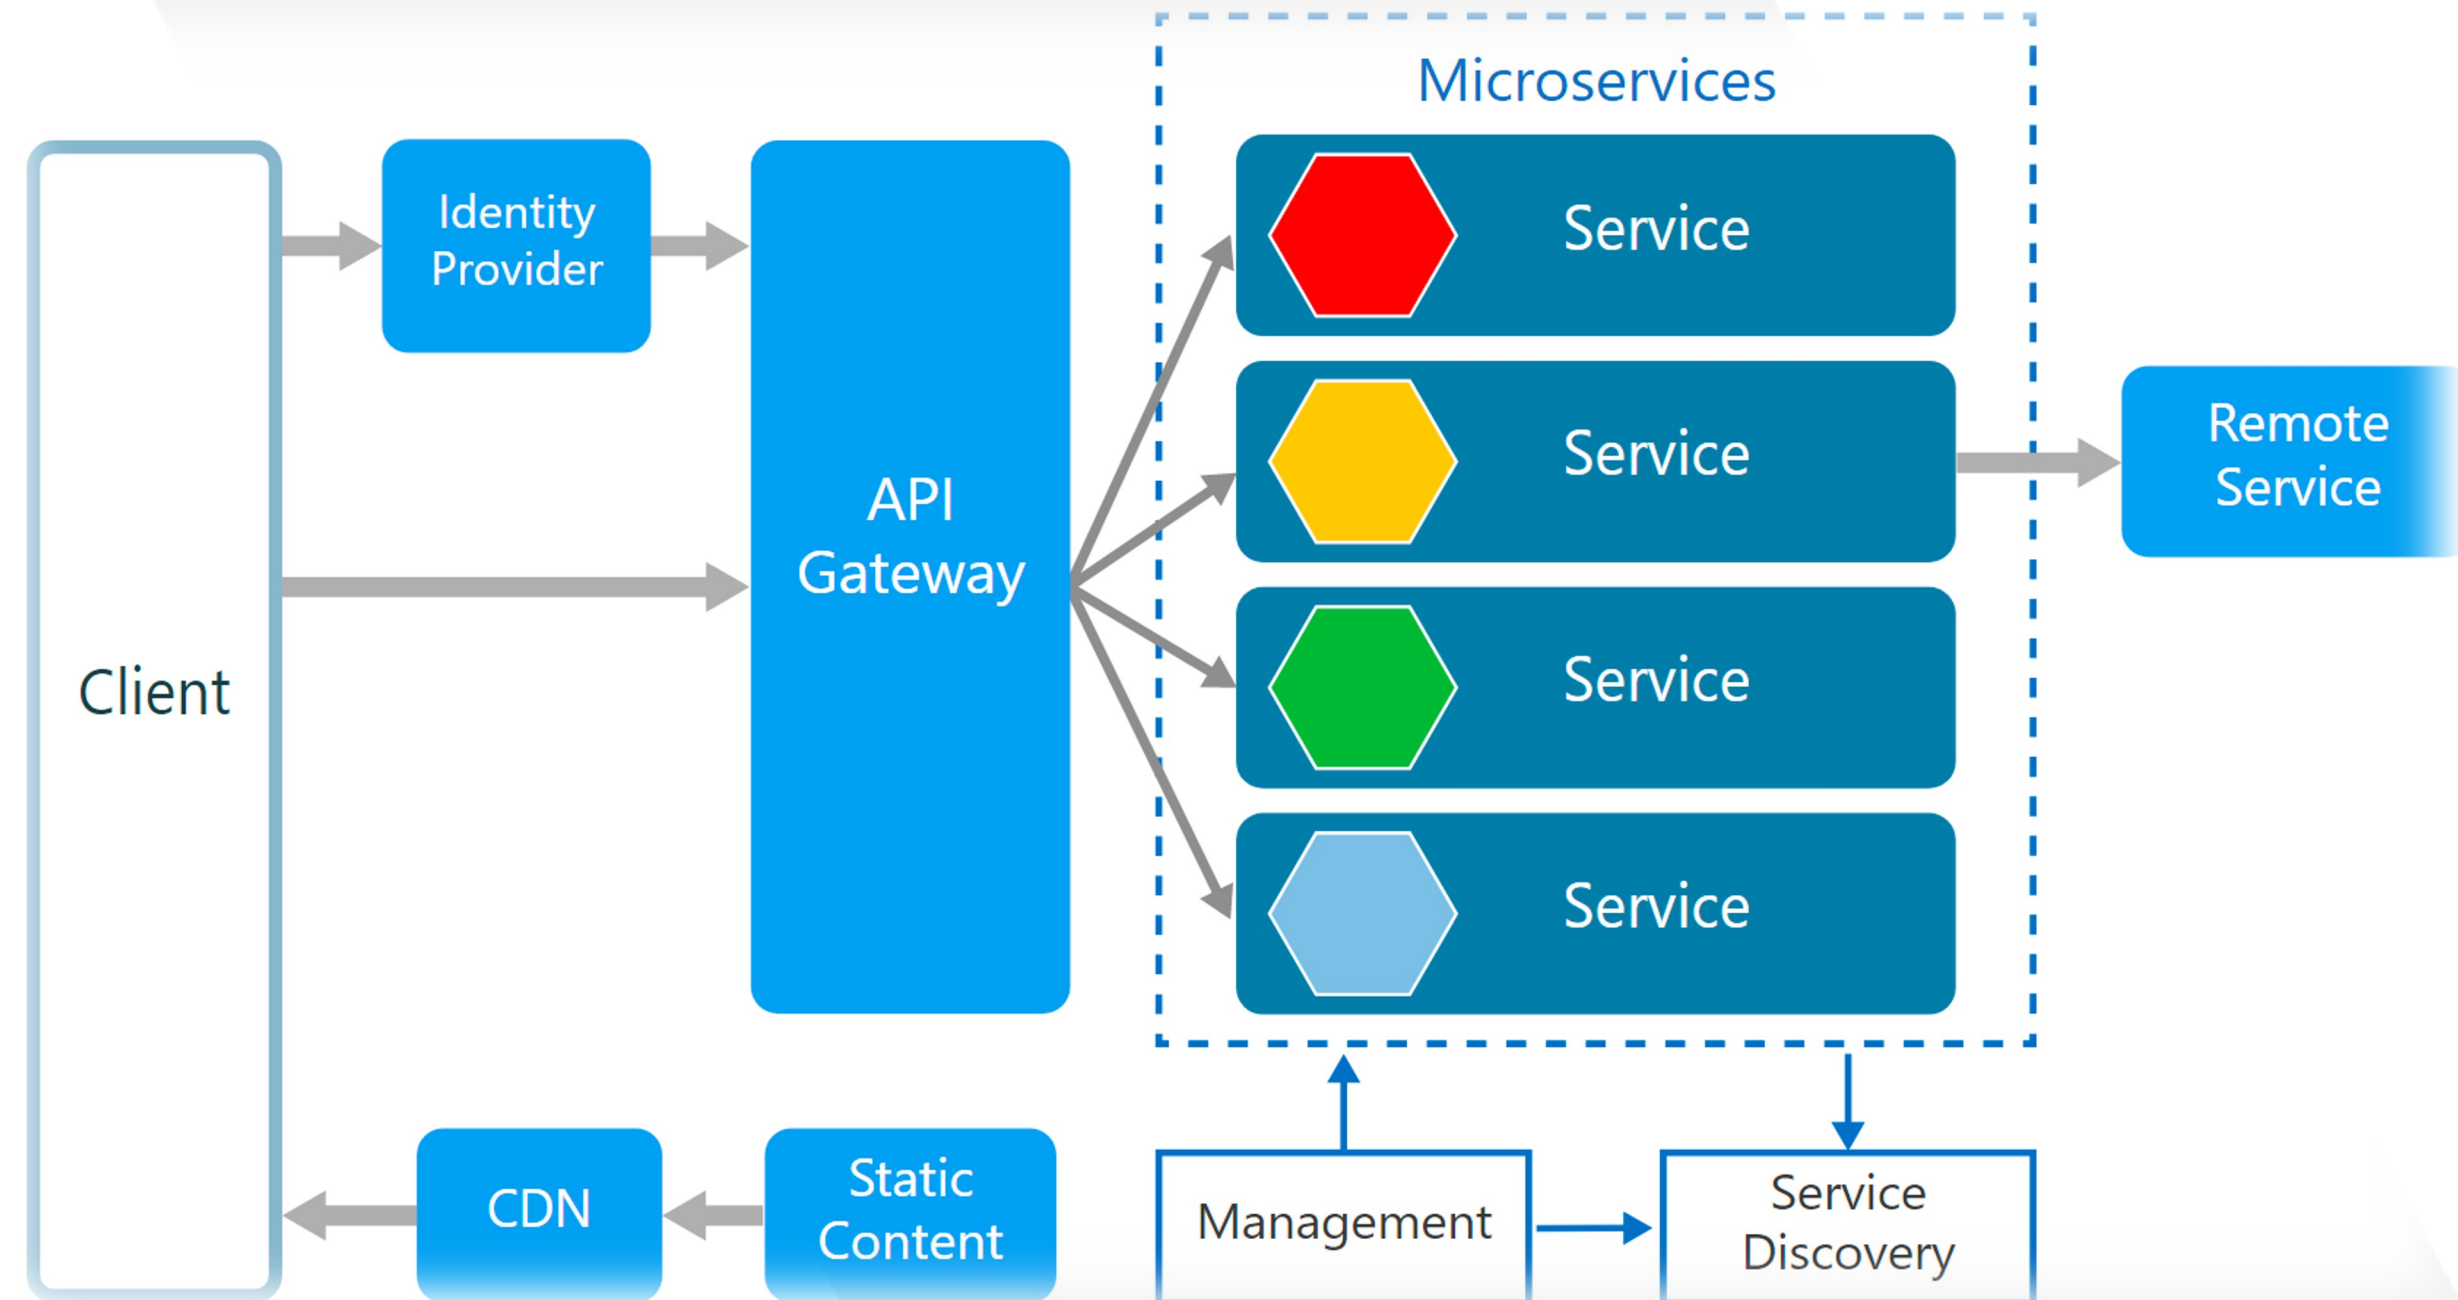 Microservices
Identity
Provider
Service
API
Gateway
Service
Remote
Service
Client
Service
Service
CDN
Static
Content
Management
Service
Discovery